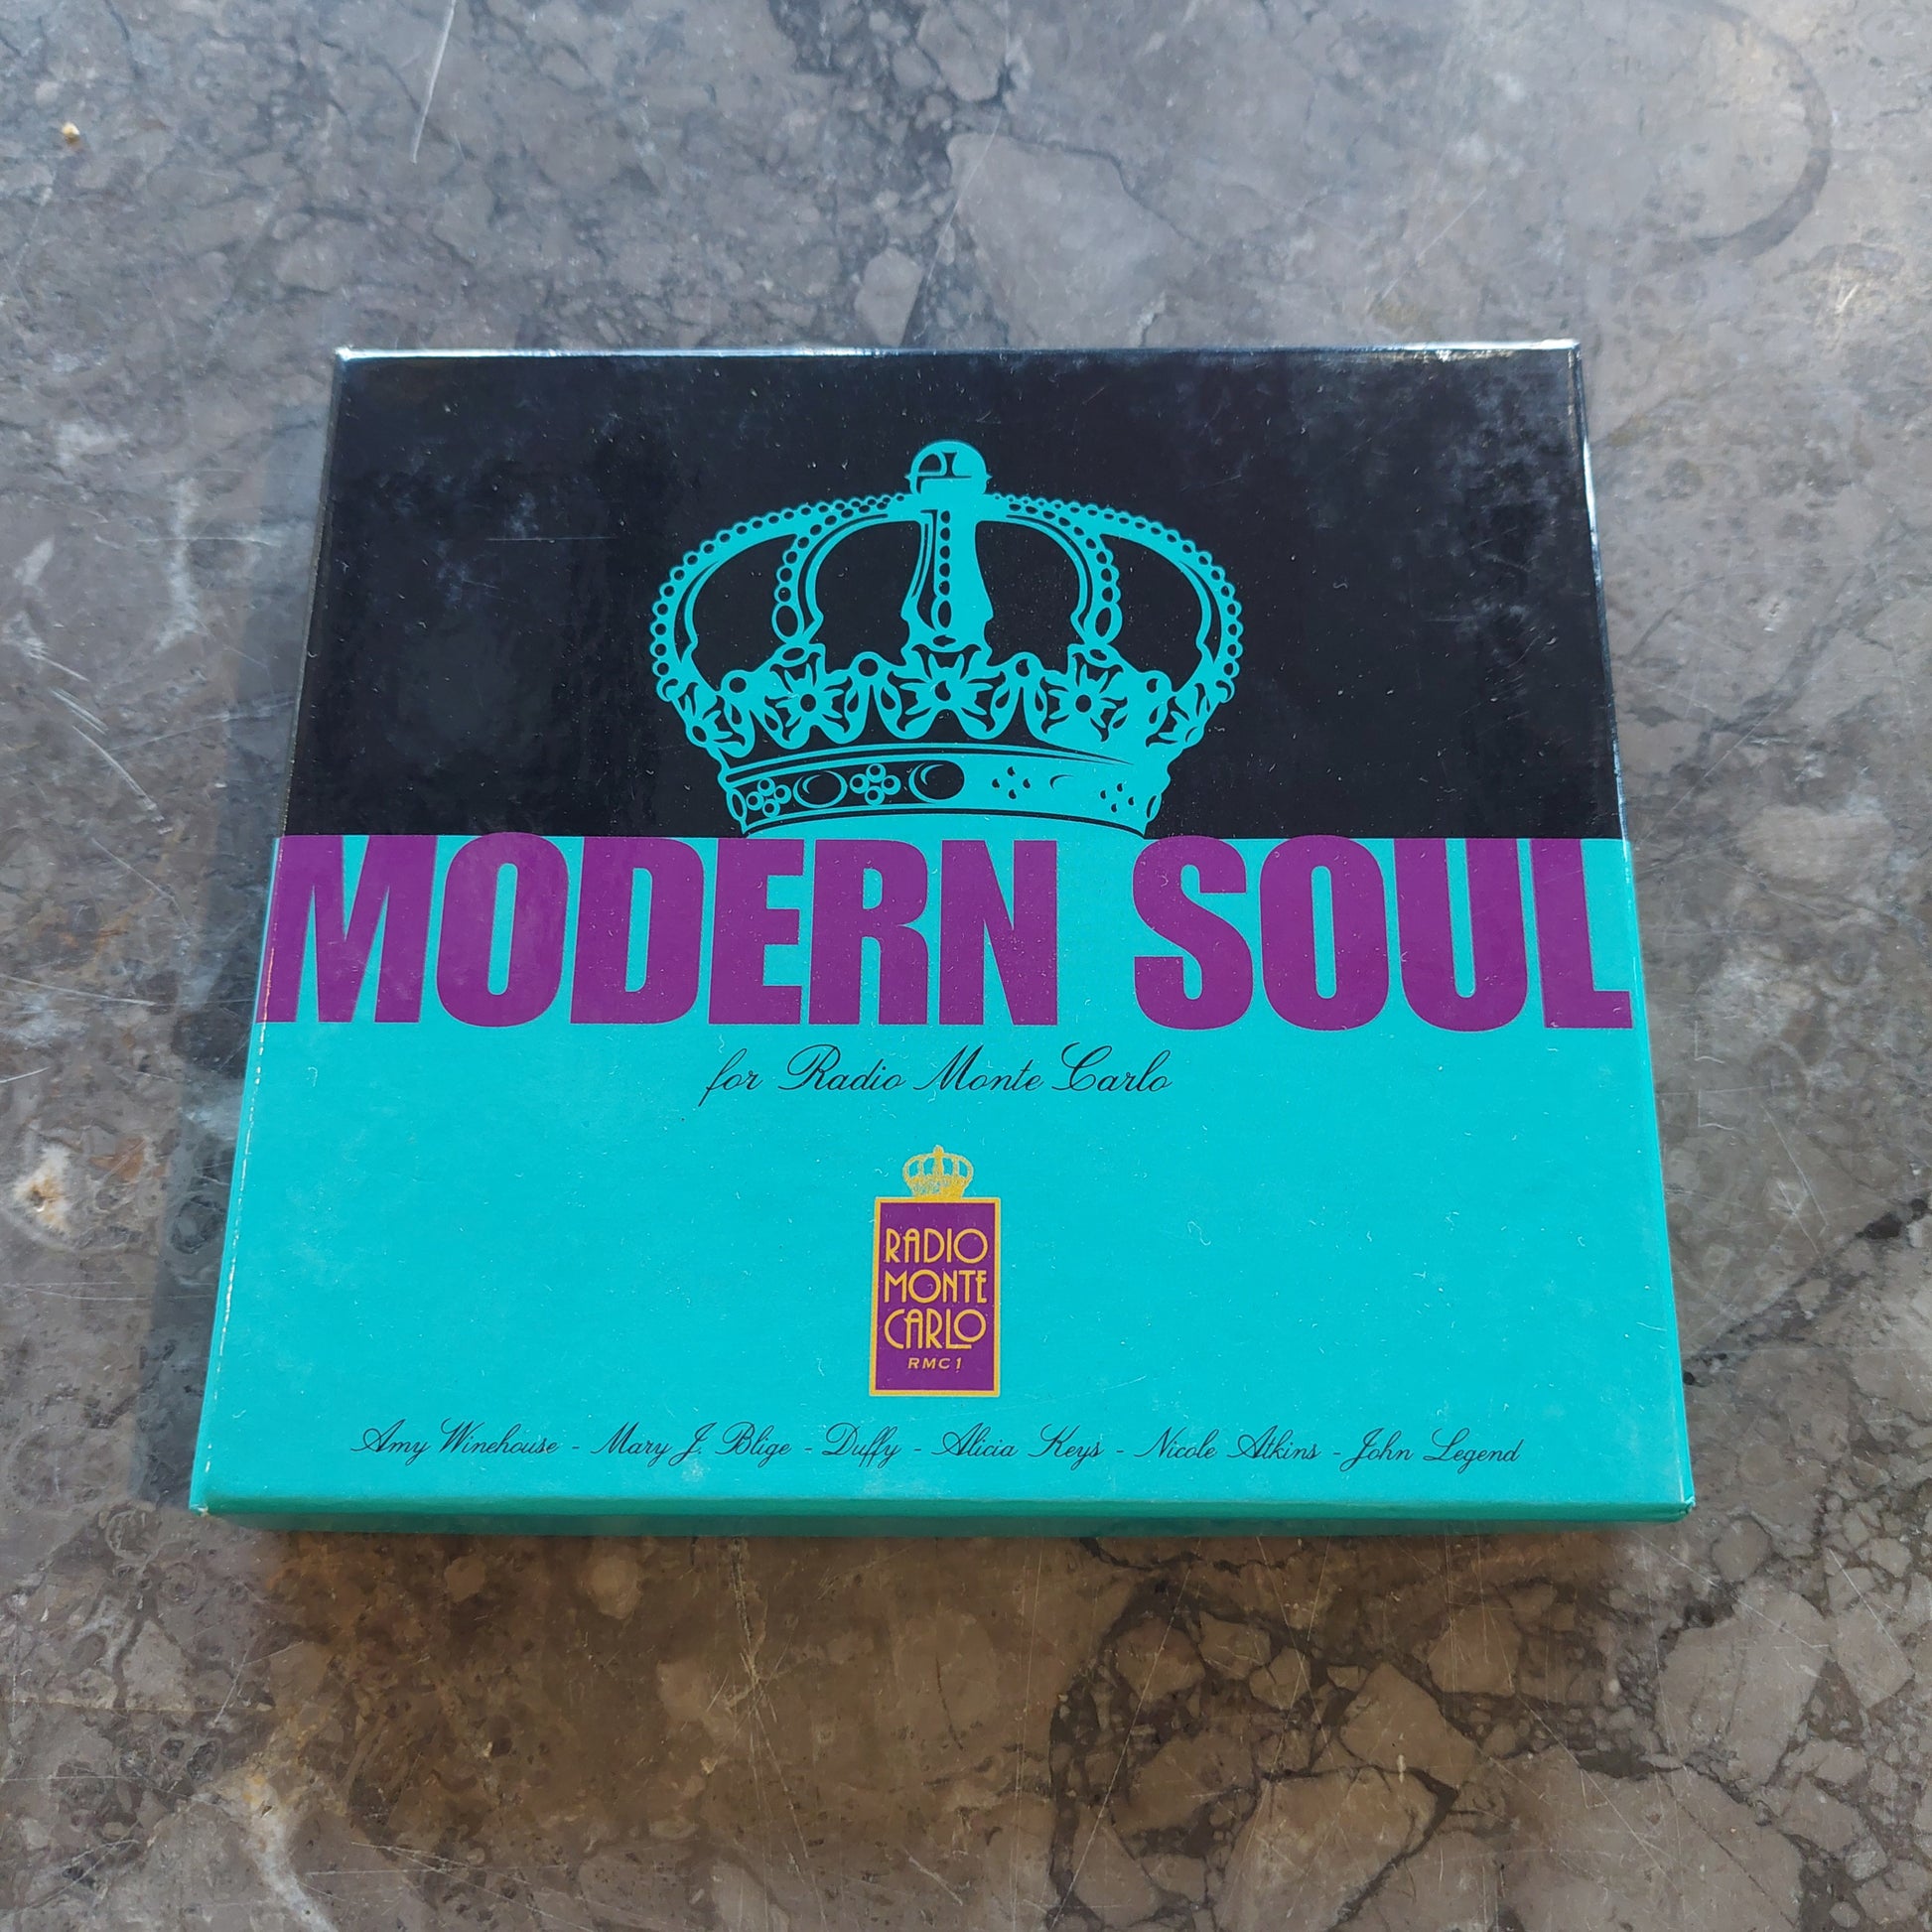 MODERN SOUL
for Radio Monte Carlo
RADIO
MONTE
CARLO
RMC 1
Amy Winehouse - Mary J. Blige - Duffy - Alicia Keys - Nicole Atkins - John Legend